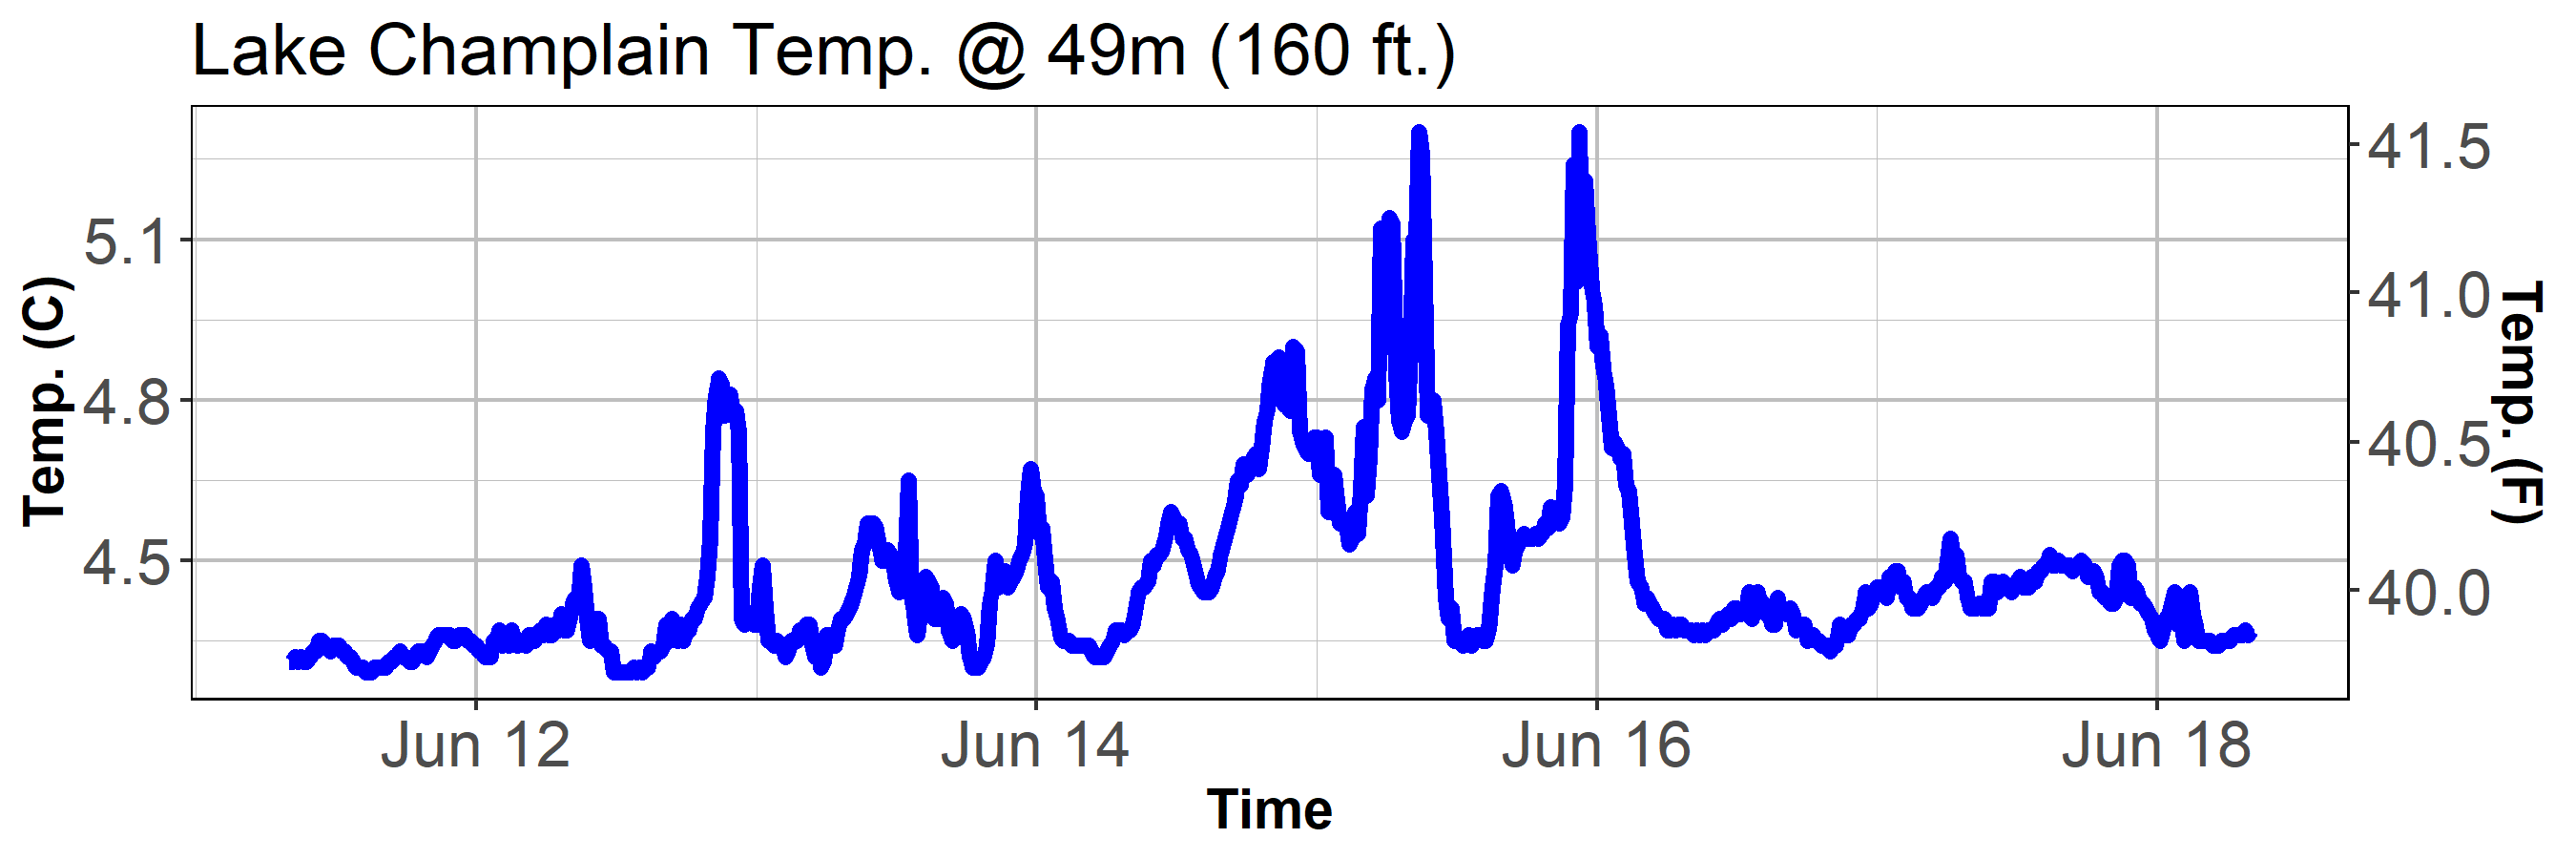 Lake Champlain Temp. @ 49m (160 ft.)
Temp. (C)
5.1
4.8
4.5
41.5
41.0
40.5
40.0
Temp. (F)
Jun 12 Jun 14 Jun 16 Jun 18
Time